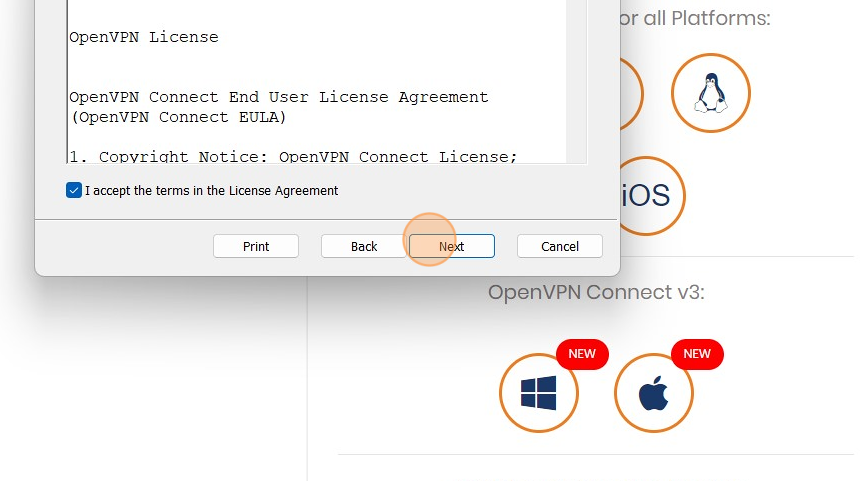 OpenVPN License
OpenVPN Connect End User License Agreement
(OpenVPN Connect EULA)
1. Copyright Notice: OpenVPN Connect License;
I accept the terms in the License Agreement
Print
Back
Next
Cancel
or all Platforms:
iOS
OpenVPN Connect v3:
NEW
NEW